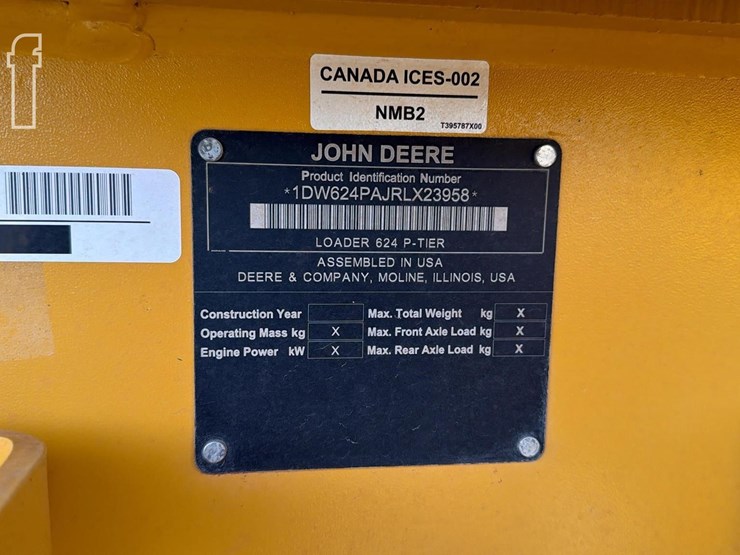 f
CANADA ICES-002
NMB2
T395787X00
JOHN DEERE
Product Identification Number
*1DW624PAJRLX23958*
LOADER 624 P-TIER
ASSEMBLED IN USA
DEERE & COMPANY, MOLINE, ILLINOIS, USA
Construction Year Max. Total Weight kg X
Operating Mass kg X Max. Front Axle Load kg X
Engine Power kW X Max. Rear Axle Load kg X